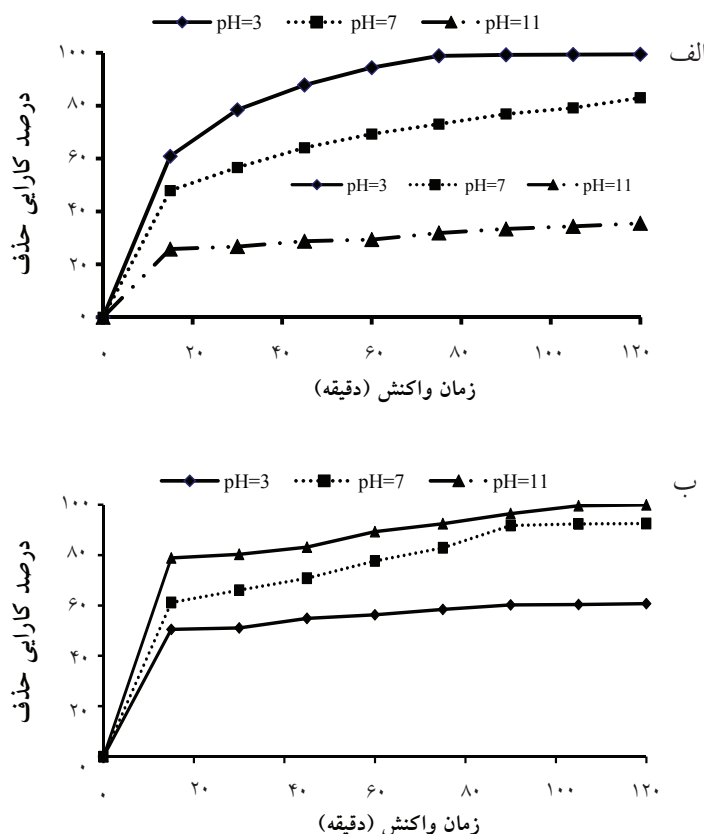 pH=3 pH=7 pH=11
الف
۱۰۰
۸۰
۶۰
۴۰
۲۰
۰
درصد کارایی حذف
pH=3 pH=7 pH=11
۰ ۲۰ ۴۰ ۶۰ ۸۰ ۱۰۰ ۱۲۰
زمان واکنش (دقیقه)
ب
pH=3 pH=7 pH=11
۱۰۰
۸۰
۶۰
۴۰
۲۰
۰
درصد کارایی حذف
۰ ۲۰ ۴۰ ۶۰ ۸۰ ۱۰۰ ۱۲۰
زمان واکنش (دقیقه)